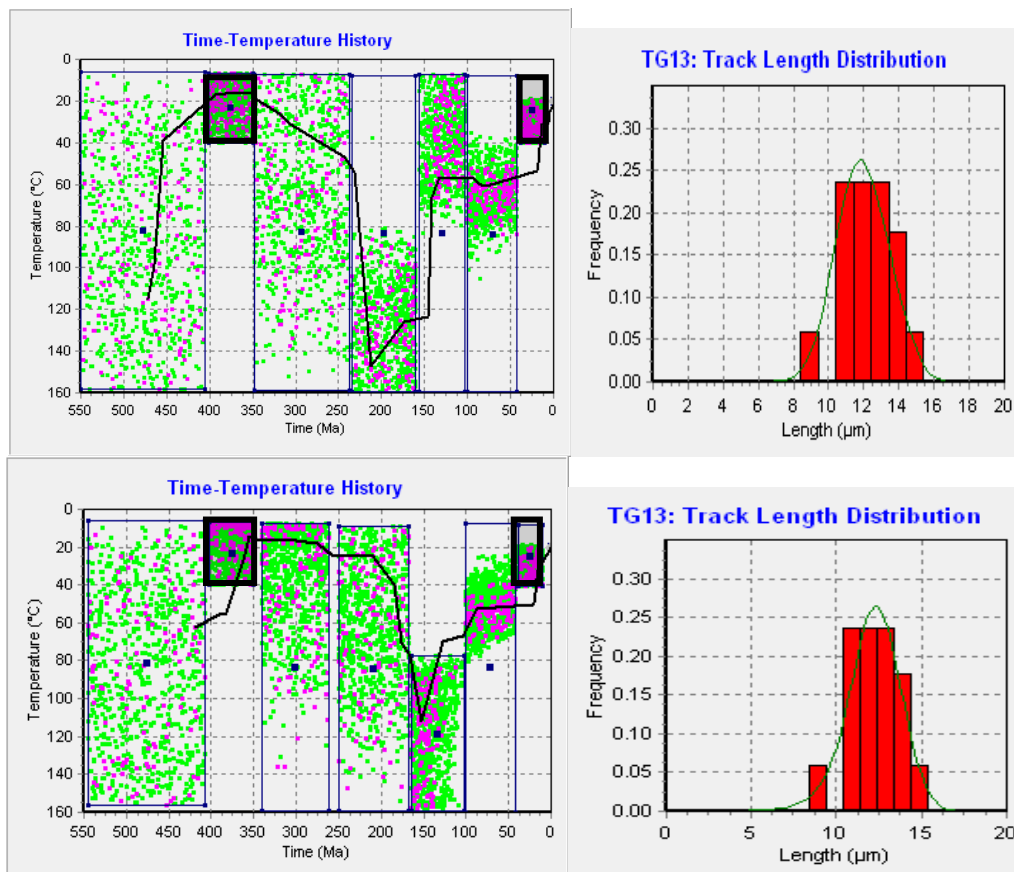 Time-Temperature History
0
20
40
60
80
100
120
140
160
Temperature (°C)
550 500 450 400 350 300 250 200 150 100 50 0
Time (Ma)
TG13: Track Length Distribution
0.30
0.25
0.20
0.15
0.10
0.05
0.00
Frequency
0 2 4 6 8 10 12 14 16 18 20
Length (µm)
Time-Temperature History
0
20
40
60
80
100
120
140
160
Temperature (°C)
550 500 450 400 350 300 250 200 150 100 50 0
Time (Ma)
TG13: Track Length Distribution
0.30
0.25
0.20
0.15
0.10
0.05
0.00
Frequency
0 5 10 15 20
Length (µm)